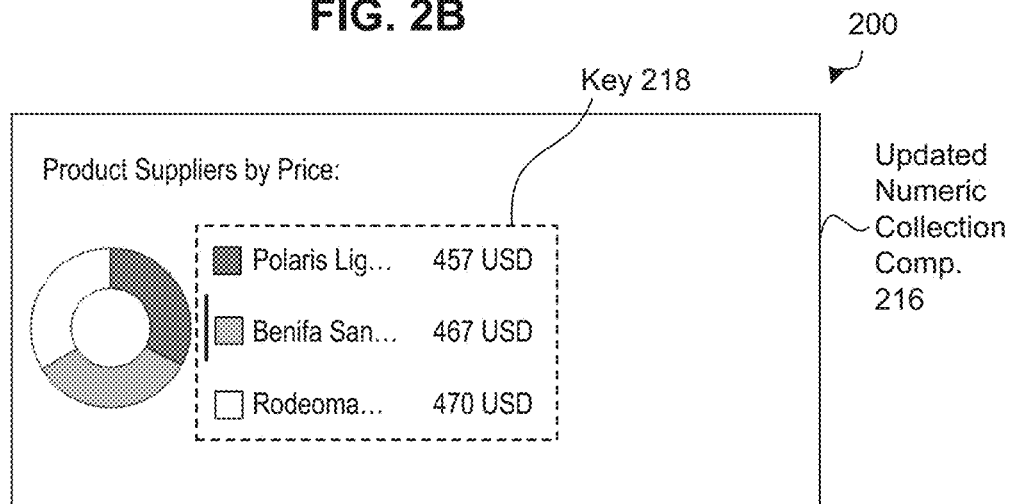 FIG. 2B
200
Key 218
Product Suppliers by Price:
Updated
Numeric
Collection
Comp.
216
Polaris Lig... 457 USD
Benifa San... 467 USD
Rodeoma... 470 USD